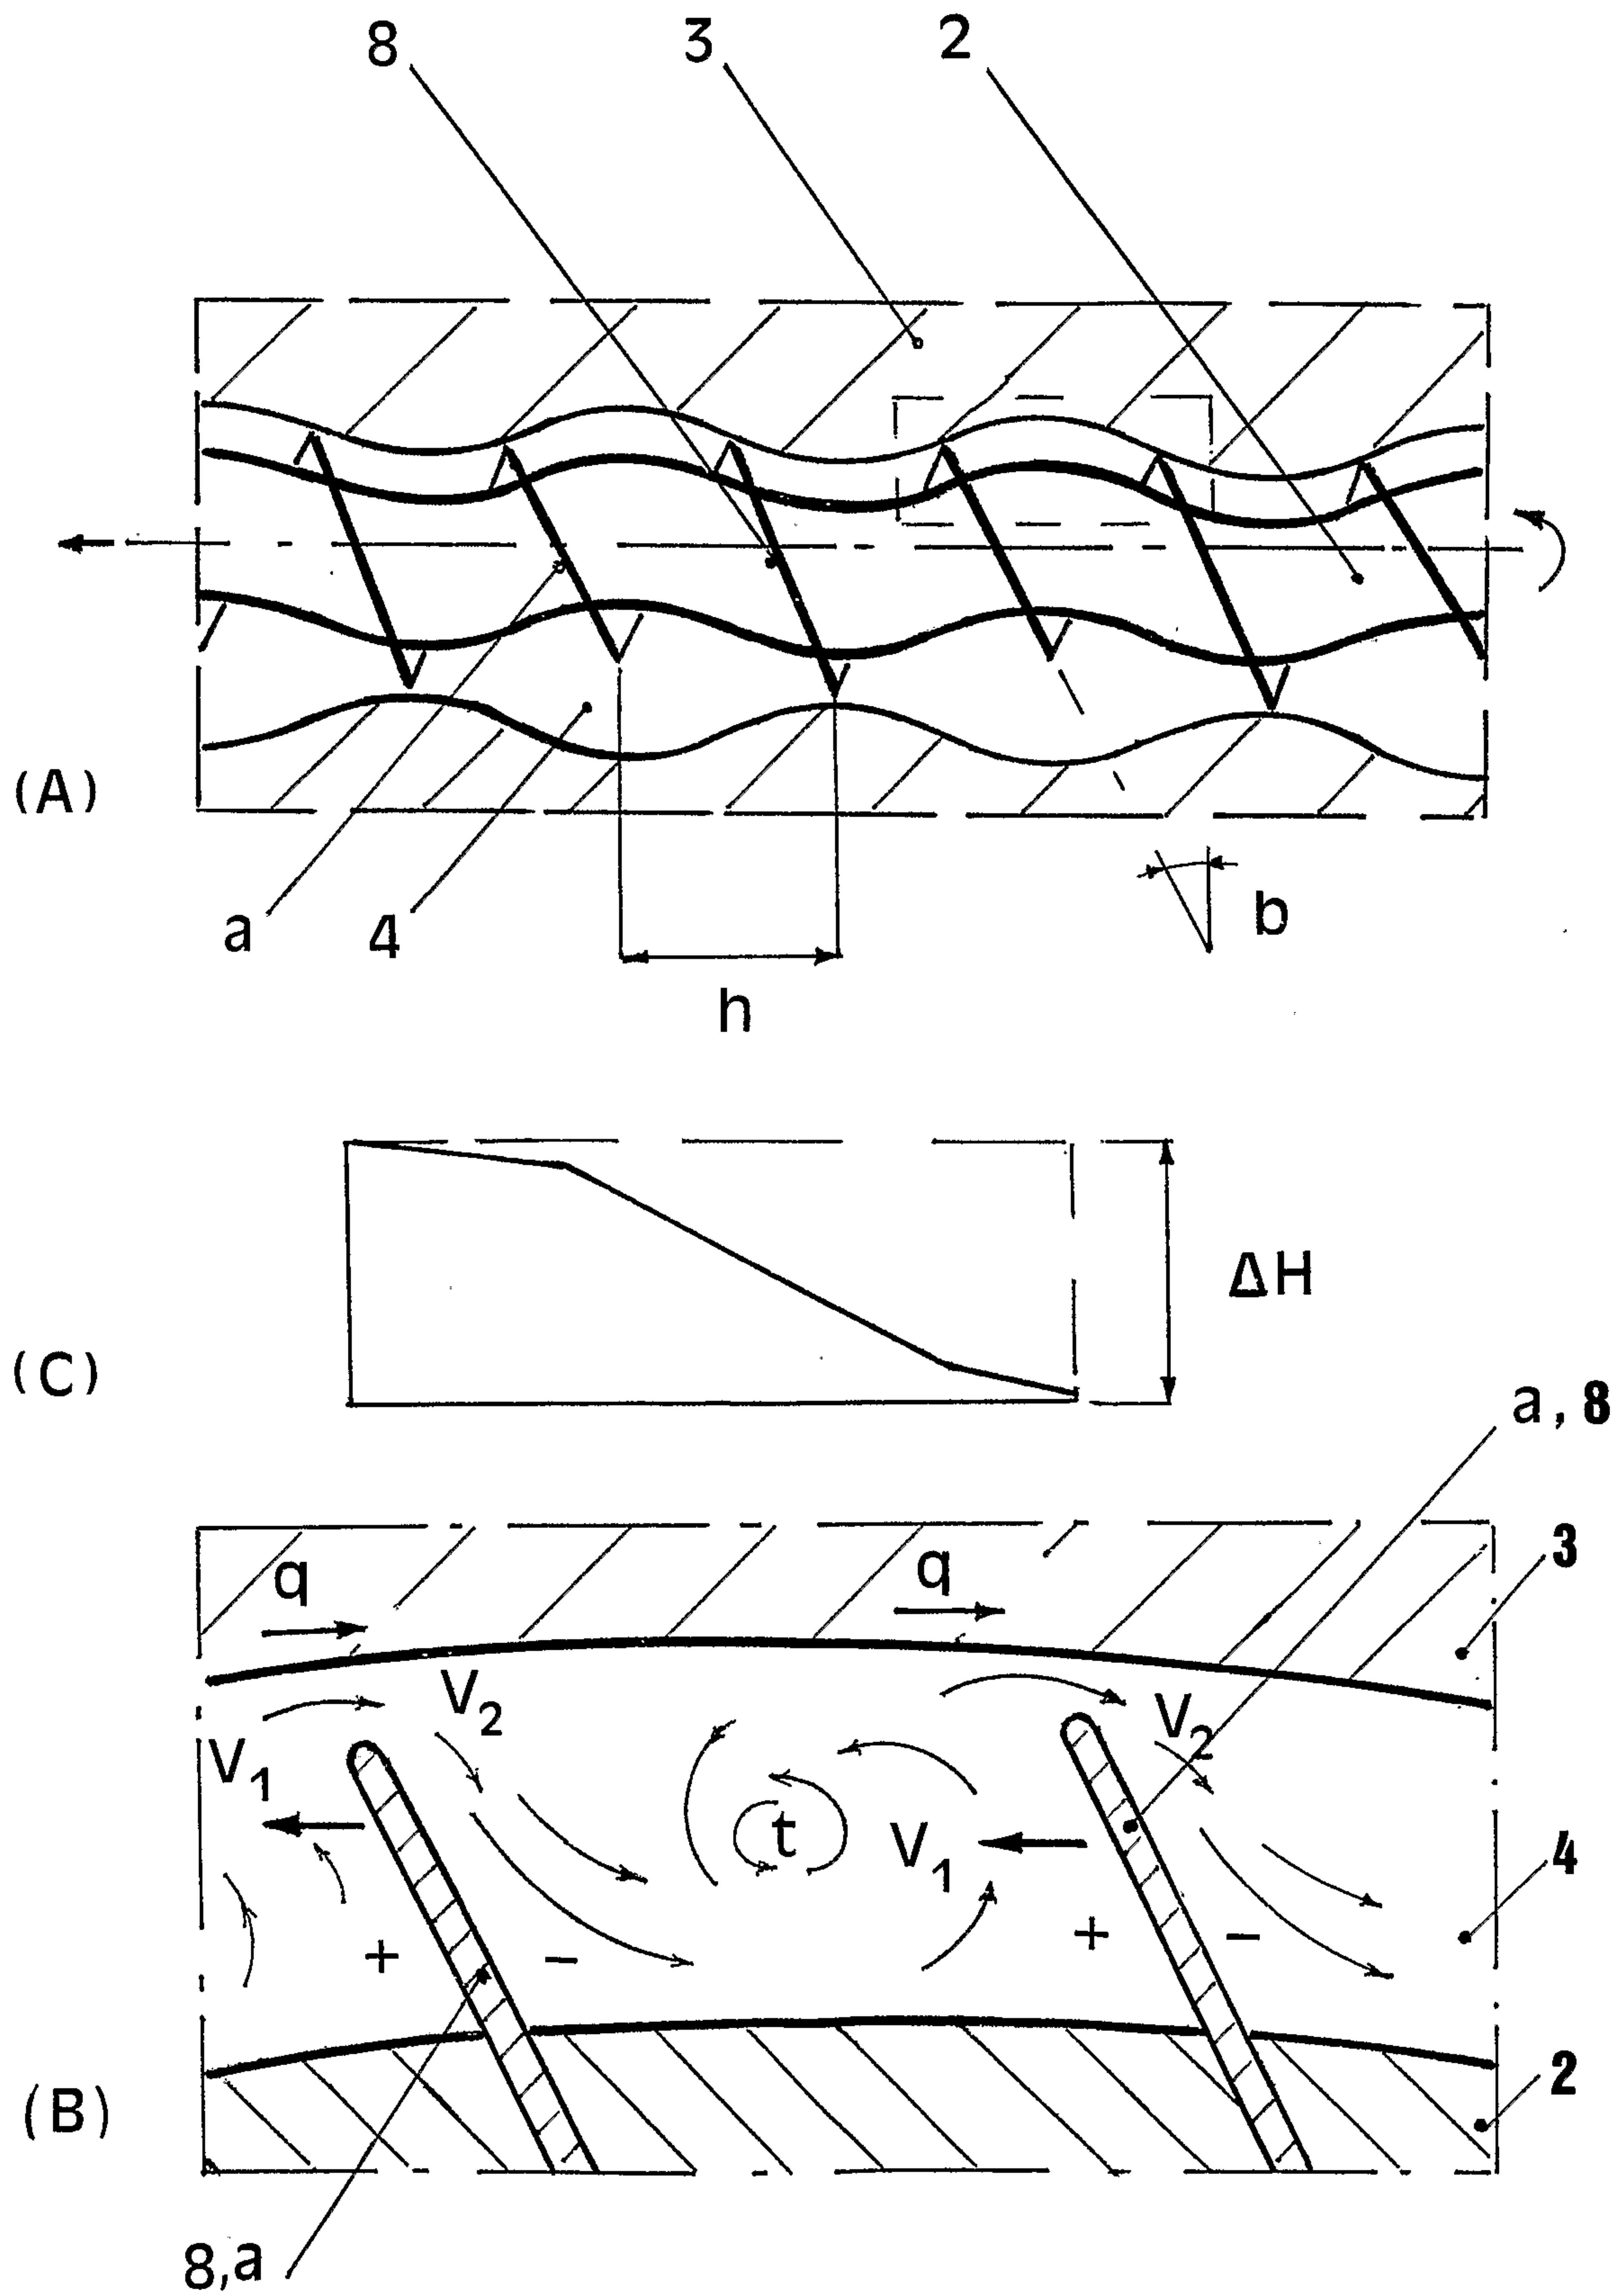 8 3 2
(A)
a 4 b
h
ΔH
(C)
a, 8
q q 3
V2 V2
V1
t V1 4
+ - + -
(B) 2
8,a